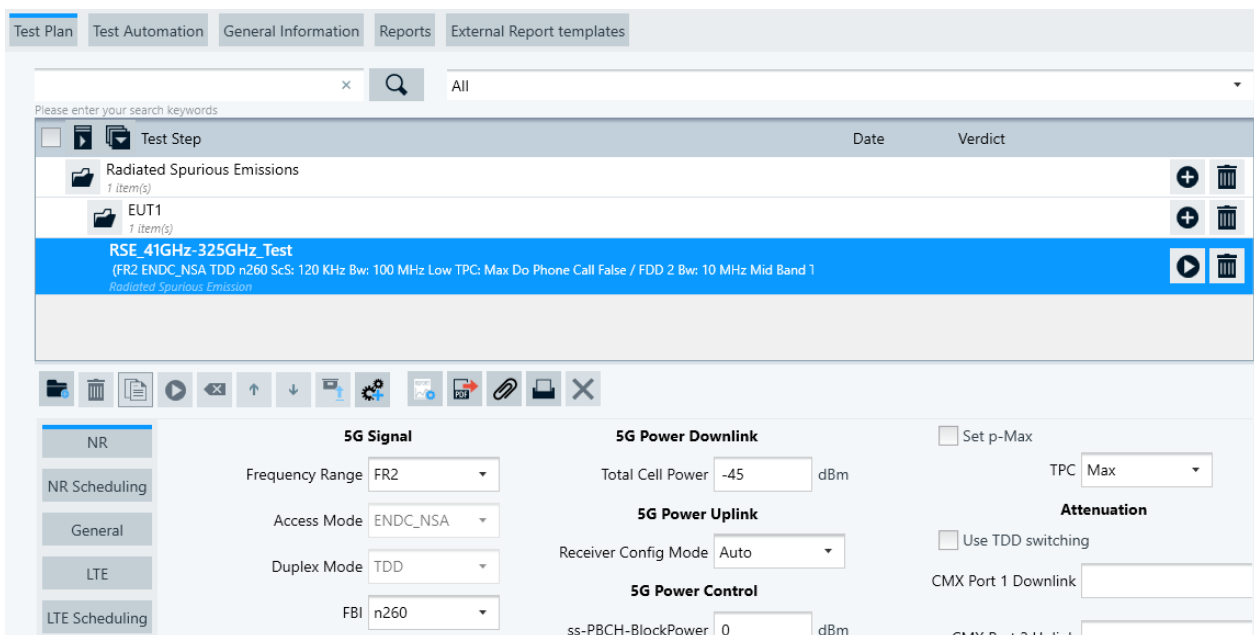 Test Plan Test Automation General Information Reports External Report templates
All
Please enter your search keywords
Test Step Date Verdict
Radiated Spurious Emissions
1 item(s)
EUT1
1 item(s)
RSE_41GHz-325GHz_Test
(FR2 ENDC_NSA TDD n260 ScS: 120 KHz Bw: 100 MHz Low TPC: Max Do Phone Call False / FDD 2 Bw: 10 MHz Mid Band
Radiated Spurious Emission
PDF
NR 5G Signal 5G Power Downlink Set p-Max
Frequency Range FR2 Total Cell Power -45 dBm TPC Max
NR Scheduling
5G Power Uplink Attenuation
General Access Mode ENDC_NSA Use TDD switching
Receiver Config Mode Auto
LTE Duplex Mode TDD CMX Port 1 Downlink
5G Power Control
LTE Scheduling FBI n260 ss-PBCH-BlockPower 0 dBm